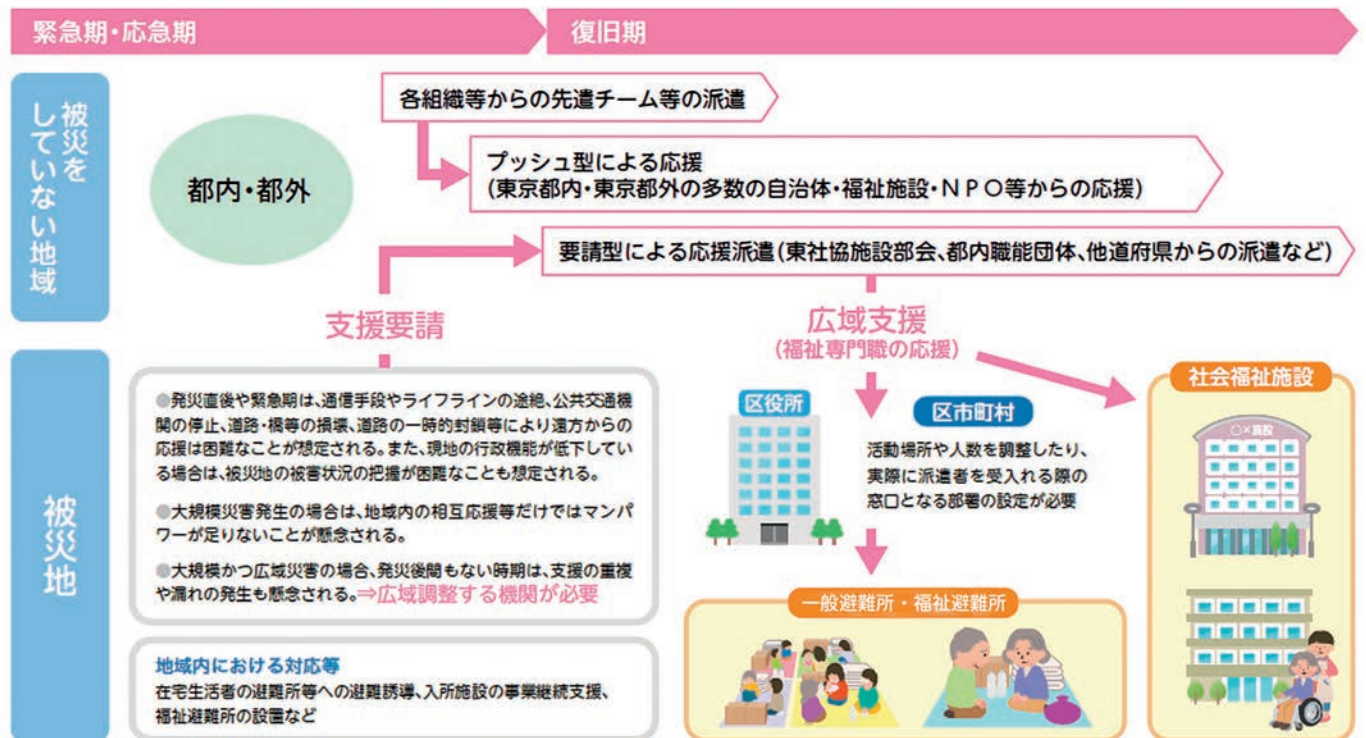 緊急期・応急期
復旧期
被災を
していない地域
都内・都外
各組織等からの先遣チーム等の派遣
プッシュ型による応援
(東京都内・東京都外の多数の自治体・福祉施設・NPO等からの応援)
要請型による応援派遣(東社協施設部会、都内職能団体、他道府県からの派遣など)
支援要請
広域支援
(福祉専門職の応援)
被災地
●発災直後や緊急期は、通信手段やライフラインの途絶、公共交通機
関の停止、道路・橋等の損壊、道路の一時的封鎖等により遠方からの
応援は困難なことが想定される。また、現地の行政機能が低下してい
る場合は、被災地の被害状況の把握が困難なことも想定される。
●大規模災害発生の場合は、地域内の相互応援等だけではマンパ
ワーが足りないことが懸念される。
●大規模かつ広域災害の場合、発災後間もない時期は、支援の重複
や漏れの発生も懸念される。⇒広域調整する機関が必要
地域内における対応等
在宅生活者の避難所等への避難誘導、入所施設の事業継続支援、
福祉避難所の設置など
区役所
区市町村
活動場所や人数を調整したり、
実際に派遣者を受入れる際の
窓口となる部署の設定が必要
一般避難所・福祉避難所
社会福祉施設
○×施設